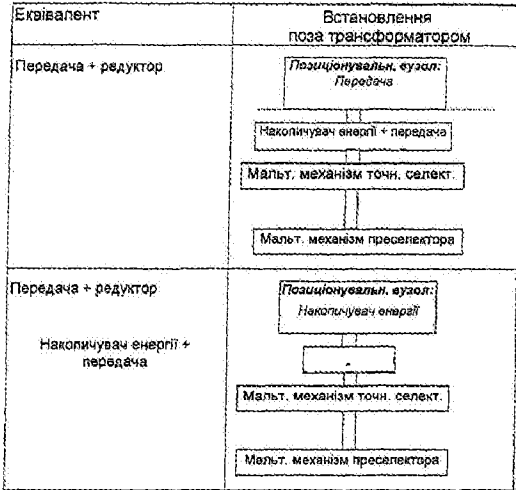 Еквівалент
Встановлення
поза трансформатором
Передача + редуктор
Позиціонувальн. вузол:
Передача
Накопичувач енергії + передача
Мальт. механізм точн. селект.
Мальт. механізм преселектора
Передача + редуктор
Накопичувач енергії +
передача
Позиціонувальн. вузол:
Накопичувач енергії
-
Мальт. механізм точн. селект.
Мальт. механізм преселектора